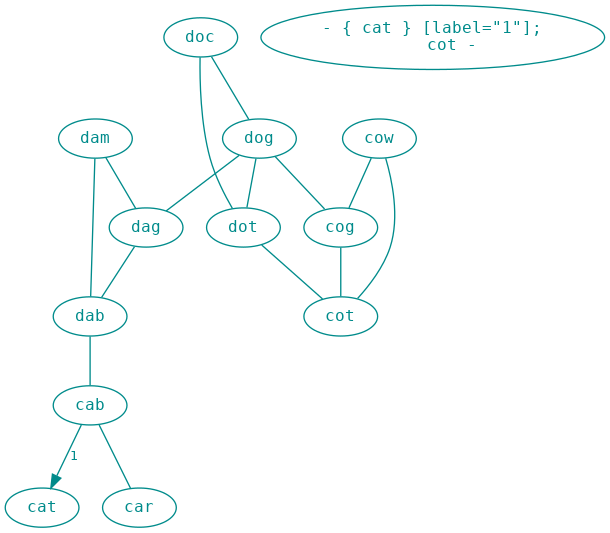 doc
- { cat } [label="1"];
cot -
dam
dog
cow
dag
dot
cog
dab
cot
cab
1
cat
car